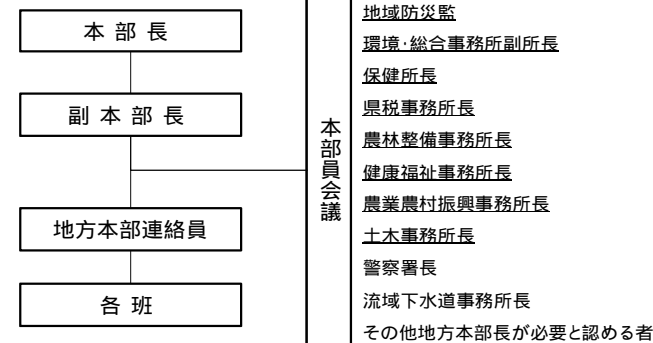 本部長
副本部長
地方本部連絡員
各班
本部員会議
地域防災監
環境・総合事務所副所長
保健所長
県税事務所長
農林整備事務所長
健康福祉事務所長
農業農村振興事務所長
土木事務所長
警察署長
流域下水道事務所長
その他地方本部長が必要と認める者